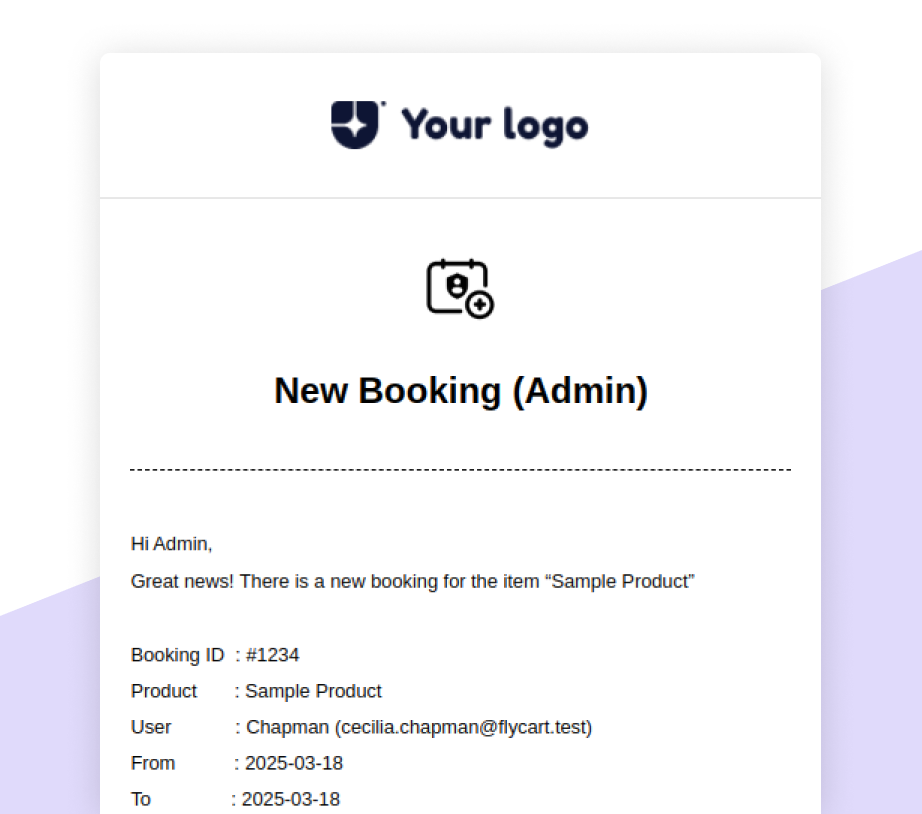 Your logo
New Booking (Admin)
Hi Admin,
Great news! There is a new booking for the item “Sample Product”
Booking ID : #1234
Product : Sample Product
User : Chapman (cecilia.chapman@flycart.test)
From : 2025-03-18
To : 2025-03-18